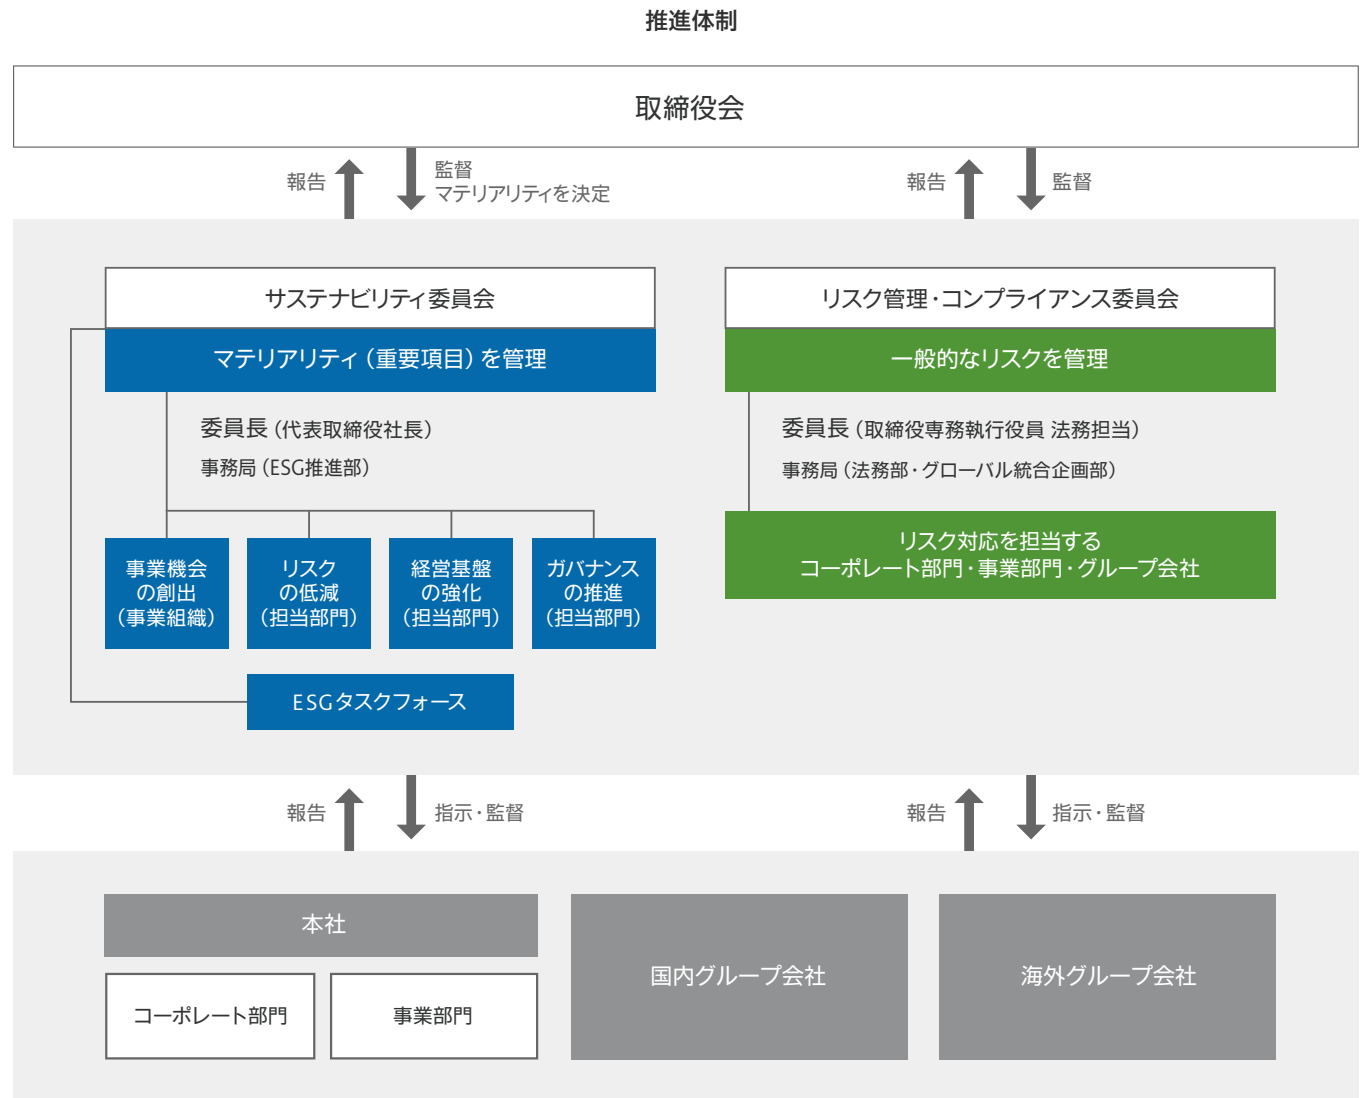 推進体制
取締役会
報告
監督
マテリアリティを決定
報告
監督
サステナビリティ委員会
マテリアリティ（重要項目）を管理
委員長（代表取締役社長）
事務局（ESG推進部）
事業機会
の創出
（事業組織）
リスク
の低減
（担当部門）
経営基盤
の強化
（担当部門）
ガバナンス
の推進
（担当部門）
ESGタスクフォース
リスク管理・コンプライアンス委員会
一般的なリスクを管理
委員長（取締役専務執行役員 法務担当）
事務局（法務部・グローバル統合企画部）
リスク対応を担当する
コーポレート部門・事業部門・グループ会社
報告
指示・監督
報告
指示・監督
本社
コーポレート部門
事業部門
国内グループ会社
海外グループ会社